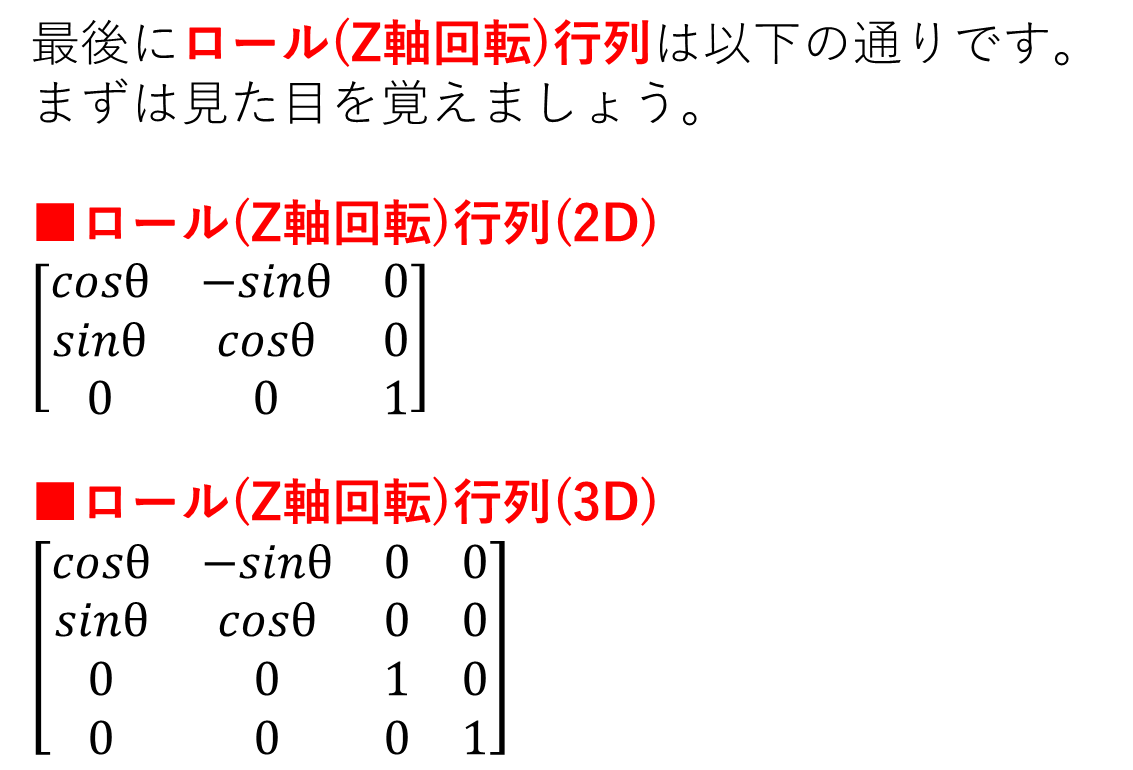 最後にロール(Z軸回転)行列は以下の通りです。
まずは見た目を覚えましょう。
■ロール(Z軸回転)行列(2D)
cosθ −sinθ 0
sinθ cosθ 0
0 0 1
■ロール(Z軸回転)行列(3D)
cosθ −sinθ 0 0
sinθ cosθ 0 0
0 0 1 0
0 0 0 1